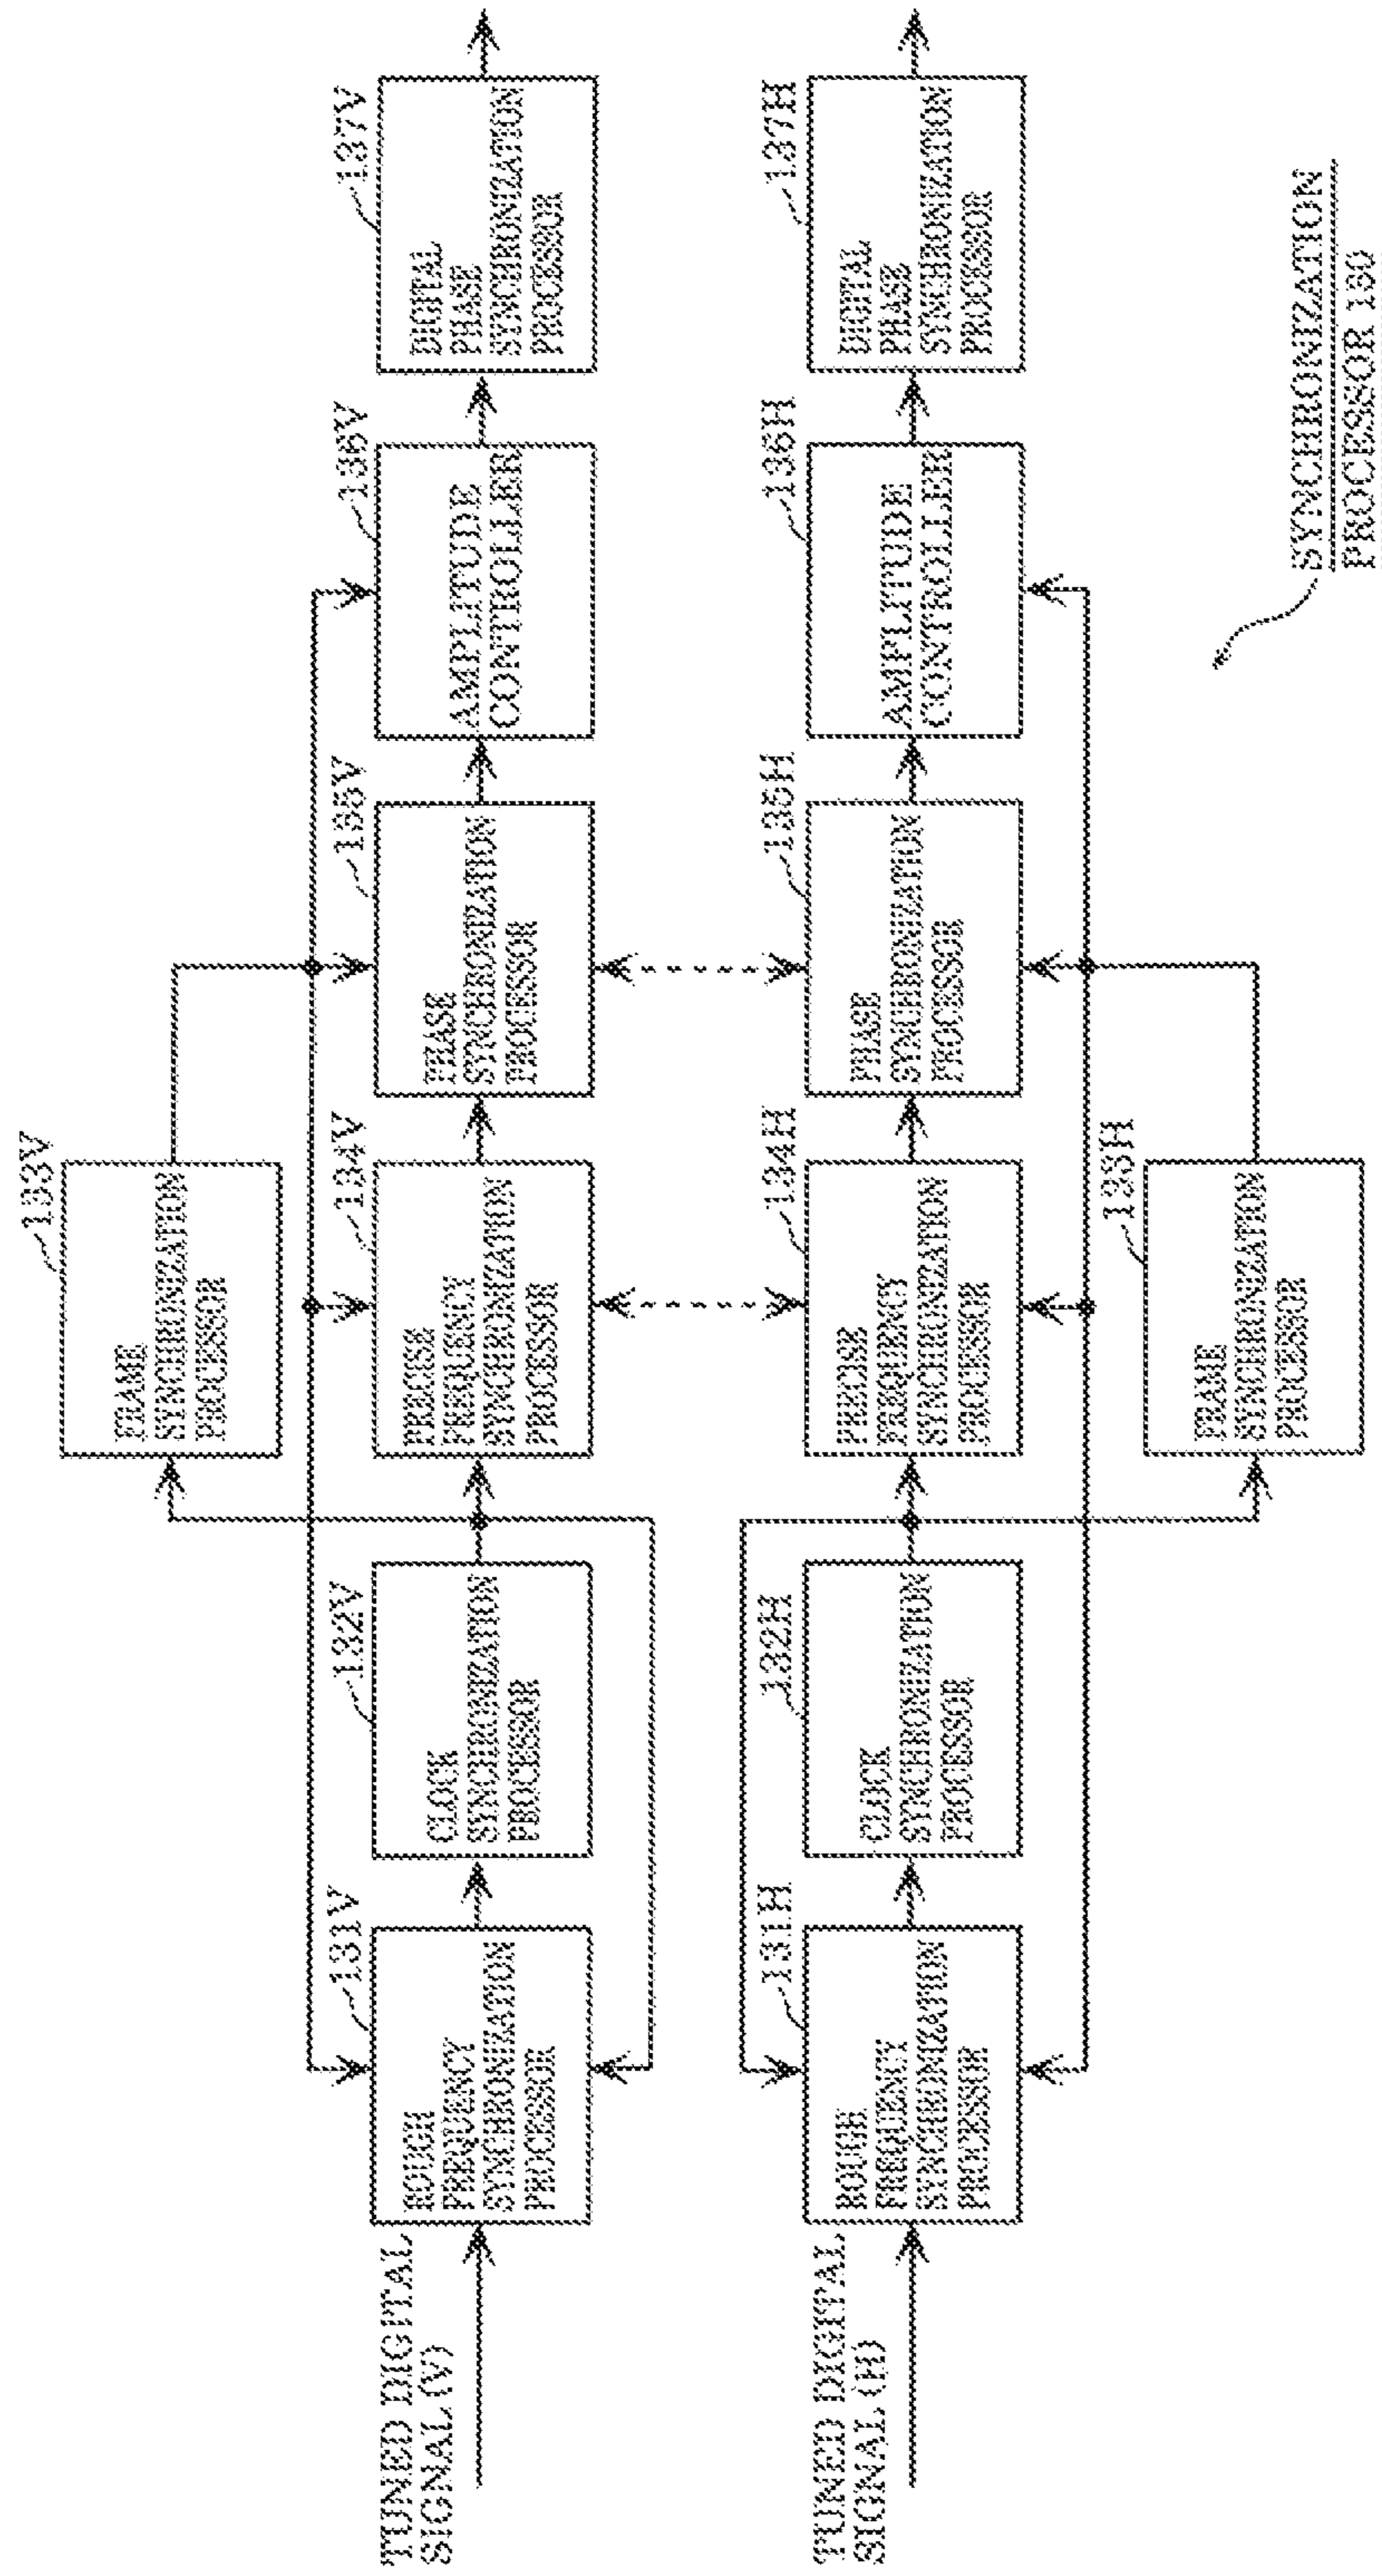 133V
FRAME
SYNCHRONIZATION
PROCESSOR
TUNED DIGITAL
SIGNAL (V)
131V
ROUGH
FREQUENCY
SYNCHRONIZATION
PROCESSOR
132V
CLOCK
SYNCHRONIZATION
PROCESSOR
134V
PRECISE
FREQUENCY
SYNCHRONIZATION
PROCESSOR
135V
PHASE
SYNCHRONIZATION
PROCESSOR
136V
AMPLITUDE
CONTROLLER
137V
DIGITAL
PHASE
SYNCHRONIZATION
PROCESSOR
TUNED DIGITAL
SIGNAL (H)
131H
ROUGH
FREQUENCY
SYNCHRONIZATION
PROCESSOR
132H
CLOCK
SYNCHRONIZATION
PROCESSOR
134H
PRECISE
FREQUENCY
SYNCHRONIZATION
PROCESSOR
135H
PHASE
SYNCHRONIZATION
PROCESSOR
136H
AMPLITUDE
CONTROLLER
137H
DIGITAL
PHASE
SYNCHRONIZATION
PROCESSOR
133H
FRAME
SYNCHRONIZATION
PROCESSOR
SYNCHRONIZATION
PROCESSOR 130